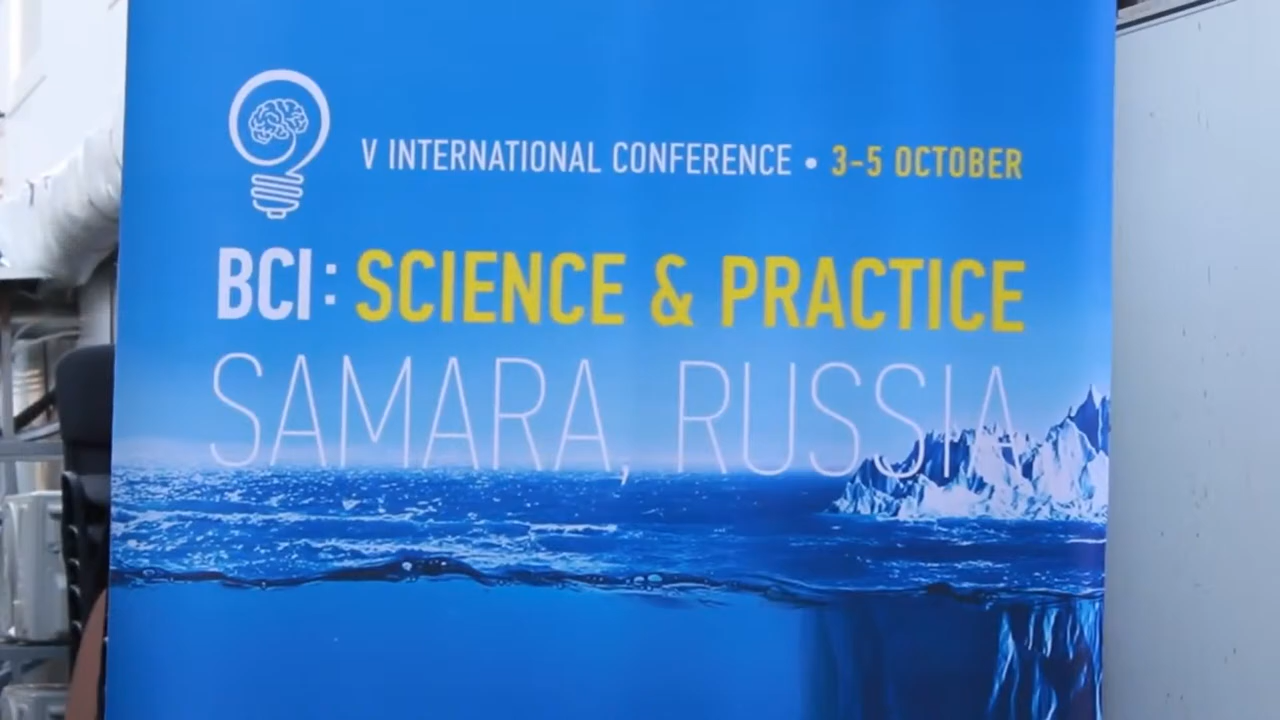 V INTERNATIONAL CONFERENCE • 3-5 OCTOBER
BCI: SCIENCE & PRACTICE
SAMARA, RUSSIA